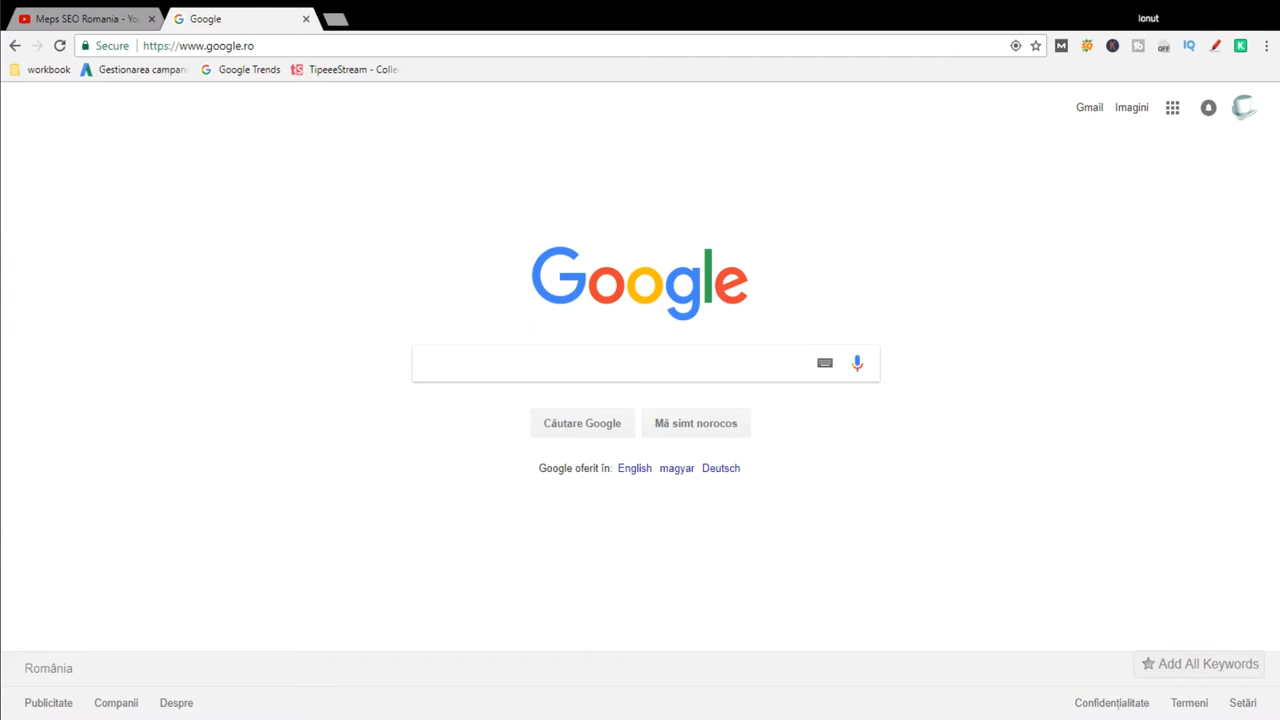 Meps SEO Romania - You
Google
Ionut
Secure https://www.google.ro
workbook Gestionarea campan Google Trends TipeeeStream - Colle
Gmail Imagini
Google
Căutare Google Mă simt norocos
Google oferit în: English magyar Deutsch
România
Add All Keywords
Publicitate Companii Despre
Confidențialitate Termeni Setări